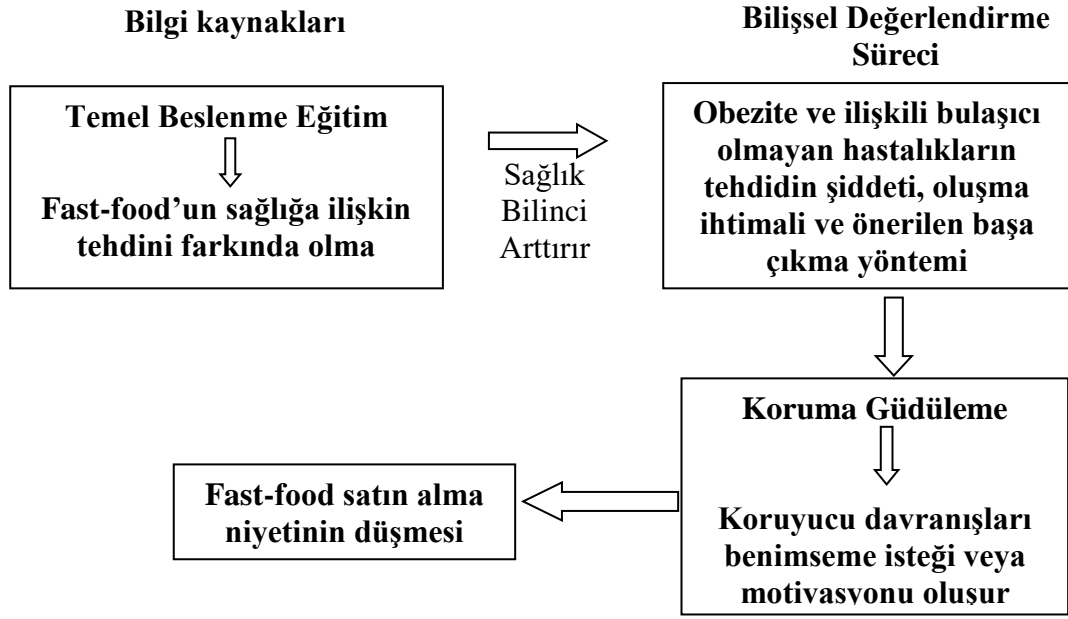 Bilgi kaynakları
Bilişsel Değerlendirme
Süreci
Temel Beslenme Eğitim
Fast-food’un sağlığa ilişkin
tehdini farkında olma
Sağlık
Bilinci
Arttırır
Obezite ve ilişkili bulaşıcı
olmayan hastalıkların
tehdidin şiddeti, oluşma
ihtimali ve önerilen başa
çıkma yöntemi
Koruma Güdüleme
Koruyucu davranışları
benimseme isteği veya
motivasyonu oluşur
Fast-food satın alma
niyetinin düşmesi